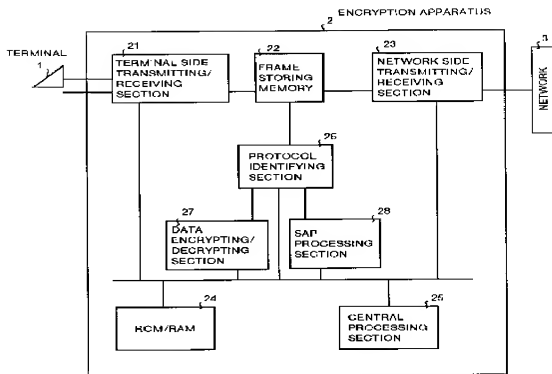 ENCRYPTION APPARATUS
2
TERMINAL
1
21
TERMINAL SIDE
TRANSMITTING/
RECEIVING
SECTION
22
FRAME
STORING
MEMORY
23
NETWORK SIDE
TRANSMITTING/
RECEIVING
SECTION
3
NETWORK
26
PROTOCOL
IDENTIFYING
SECTION
27
DATA
ENCRYPTING/
DECRYPTING
SECTION
28
SAP
PROCESSING
SECTION
24
ROM/RAM
25
CENTRAL
PROCESSING
SECTION